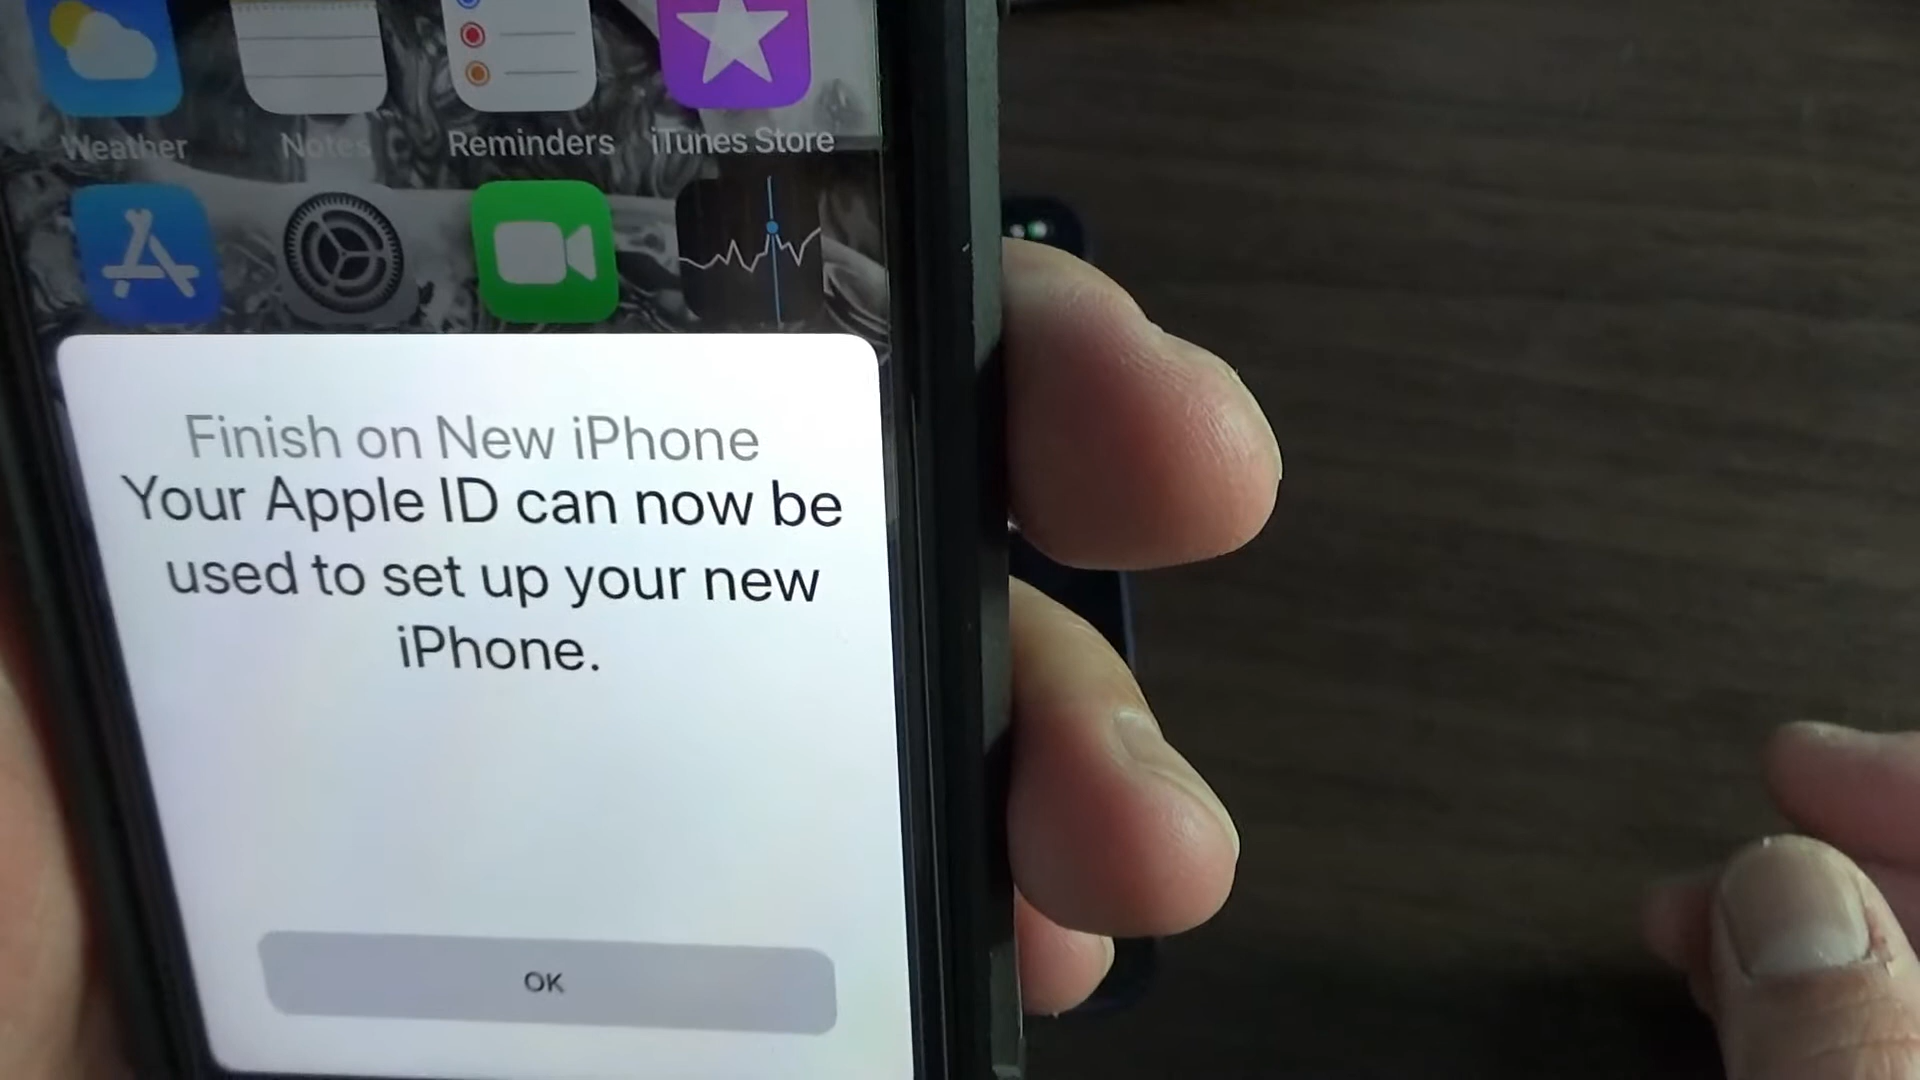 Weather Notes Reminders iTunes Store
Finish on New iPhone
Your Apple ID can now be
used to set up your new
iPhone.
OK